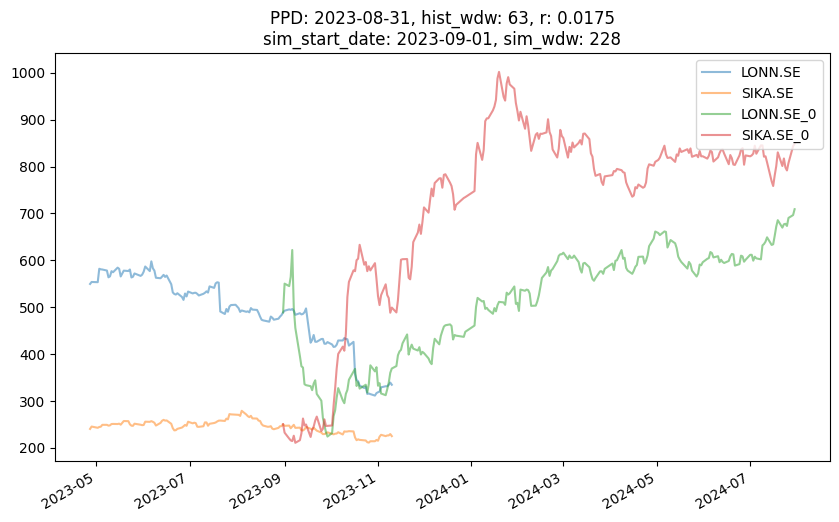 PPD: 2023-08-31, hist_wdw: 63, r: 0.0175
sim_start_date: 2023-09-01, sim_wdw: 228
LONN.SE
SIKA.SE
LONN.SE_0
SIKA.SE_0
1000
900
800
700
600
500
400
300
200
2023-05
2023-07
2023-09
2023-11
2024-01
2024-03
2024-05
2024-07